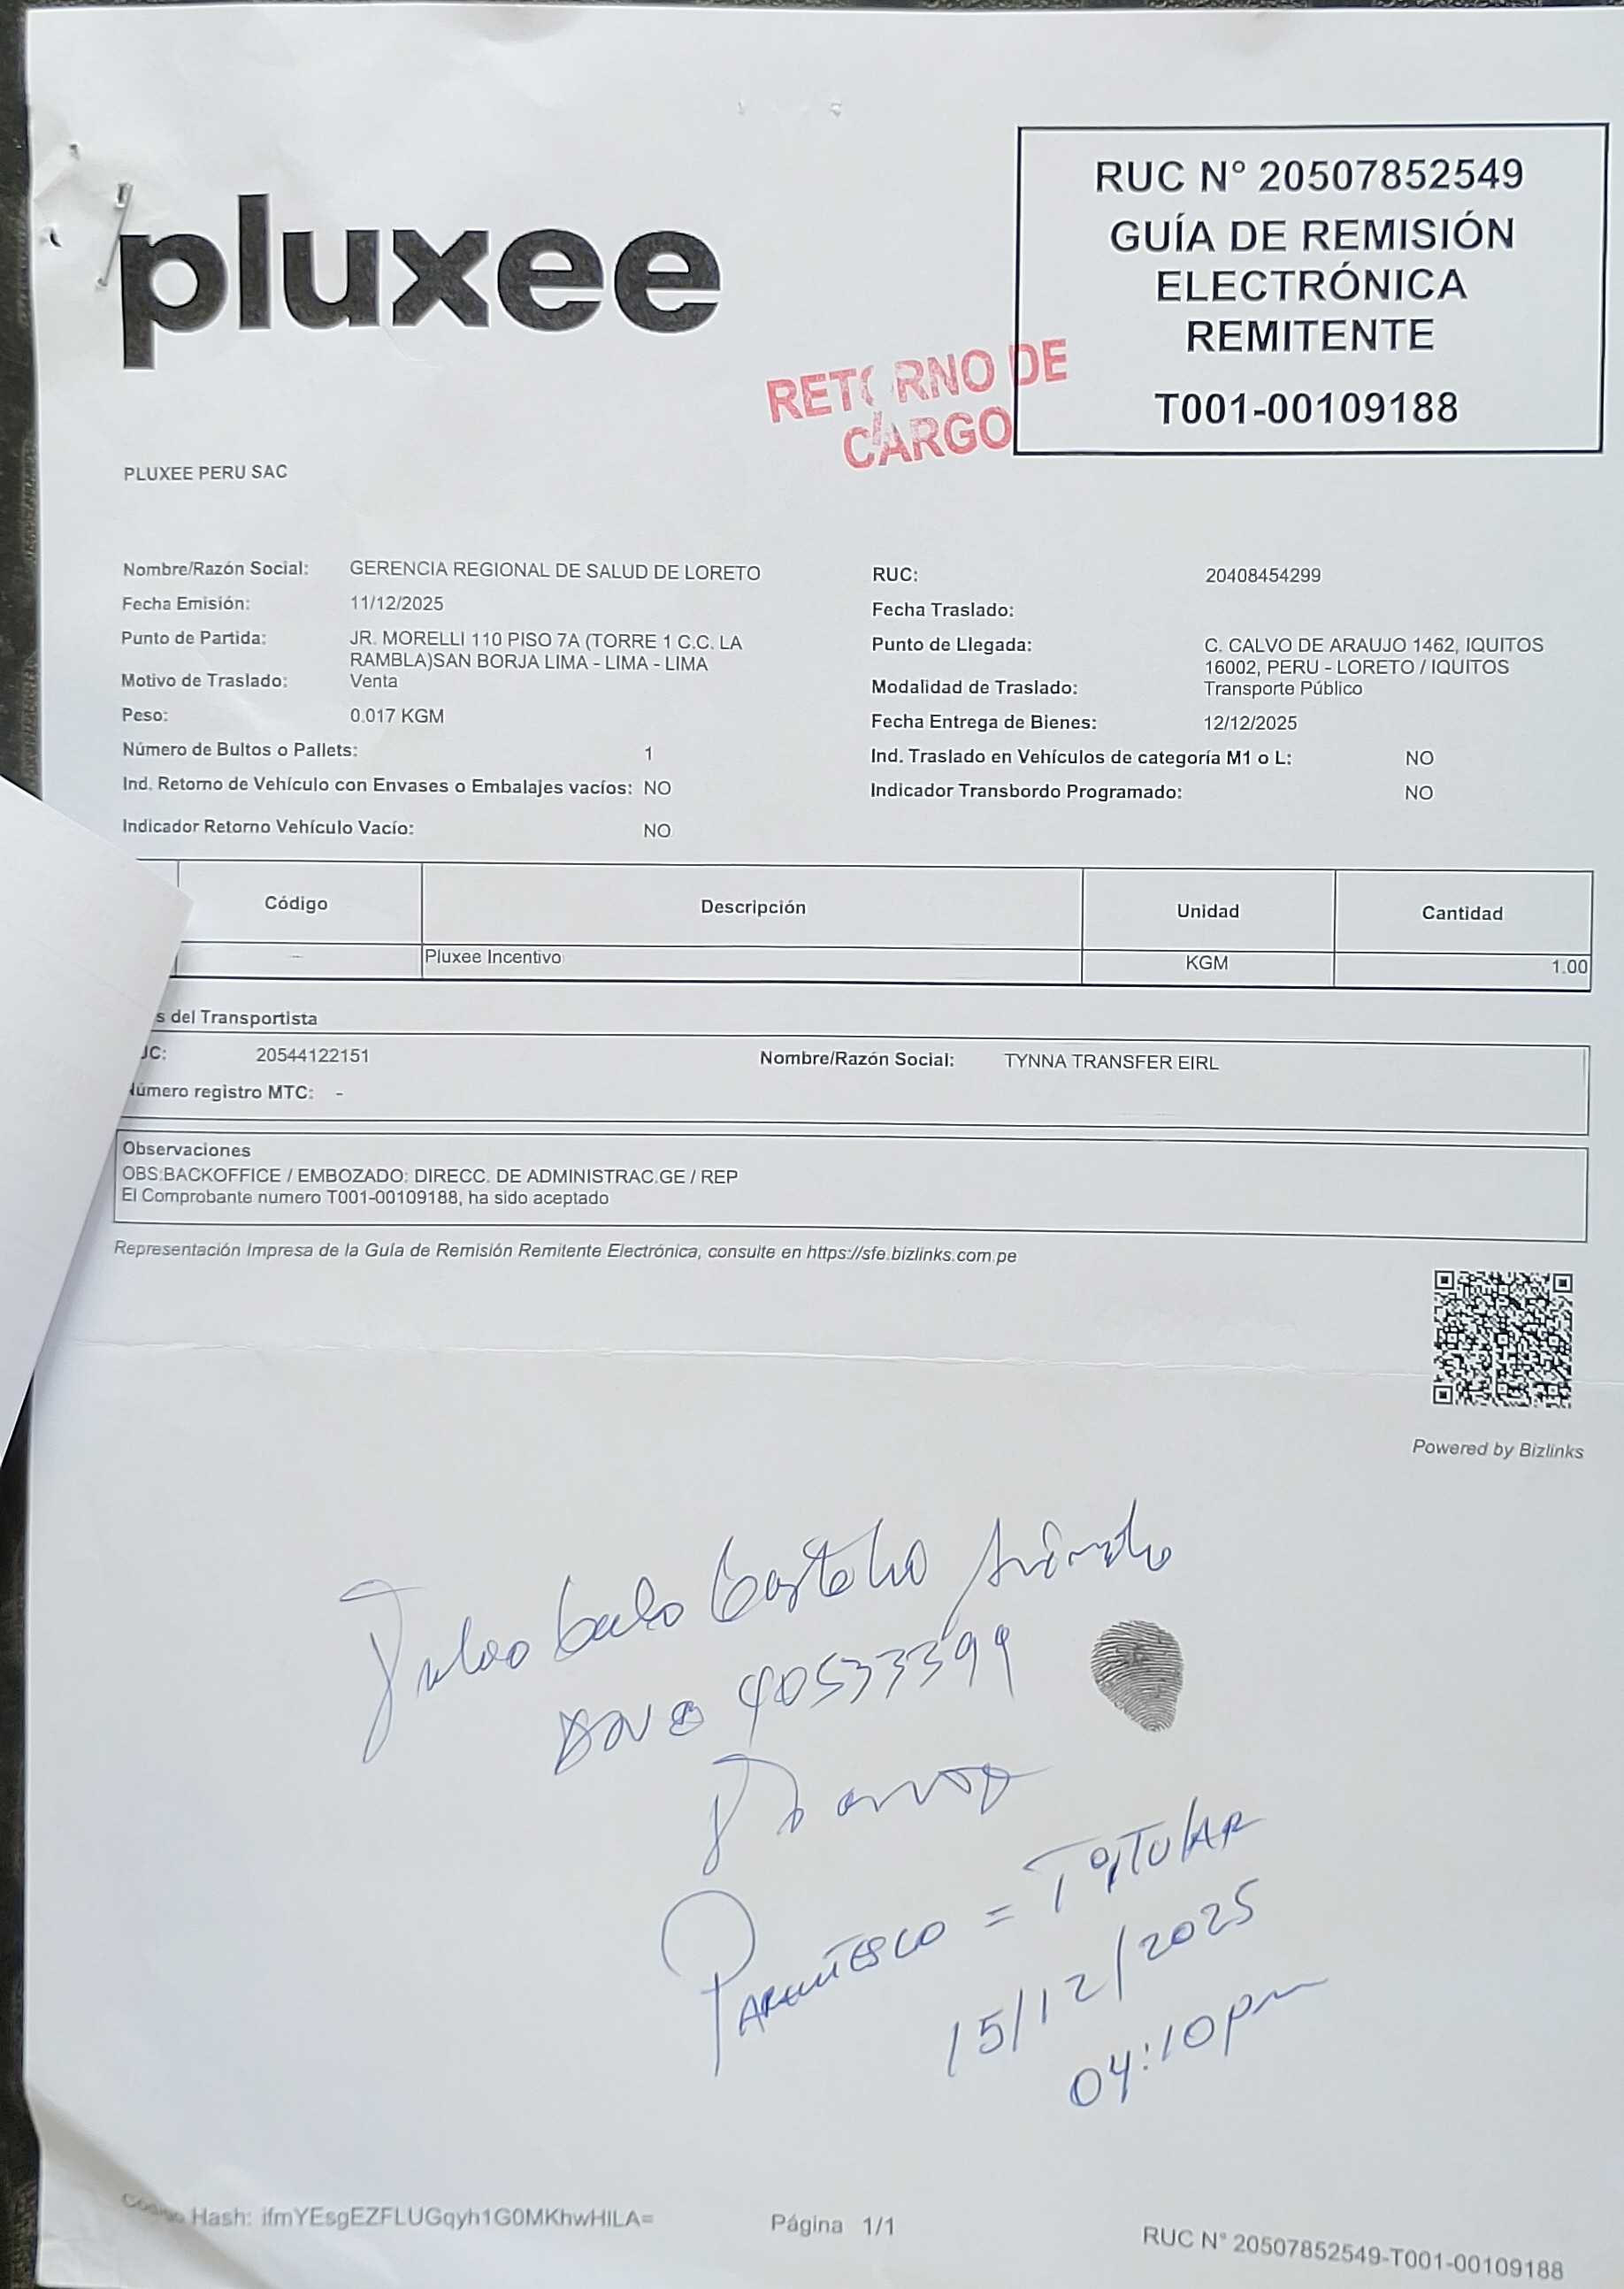 pluxee
RUC N° 20507852549
GUÍA DE REMISIÓN
ELECTRÓNICA
REMITENTE
T001-00109188
RETORNO DE
CARGO
PLUXEE PERU SAC
Nombre/Razón Social: GERENCIA REGIONAL DE SALUD DE LORETO
RUC: 20408454299
Fecha Emisión: 11/12/2025
Fecha Traslado:
Punto de Partida: JR. MORELLI 110 PISO 7A (TORRE 1 C.C. LA
RAMBLA)SAN BORJA LIMA - LIMA - LIMA
Punto de Llegada: C. CALVO DE ARAUJO 1462, IQUITOS
16002, PERU - LORETO / IQUITOS
Motivo de Traslado: Venta
Modalidad de Traslado: Transporte Público
Peso: 0.017 KGM
Fecha Entrega de Bienes: 12/12/2025
Número de Bultos o Pallets: 1
Ind. Traslado en Vehículos de categoría M1 o L: NO
Ind. Retorno de Vehículo con Envases o Embalajes vacíos: NO
Indicador Transbordo Programado: NO
Indicador Retorno Vehículo Vacío: NO
Código Descripción Unidad Cantidad
- Pluxee Incentivo KGM 1.00
s del Transportista
UC: 20544122151 Nombre/Razón Social: TYNNA TRANSFER EIRL
Número registro MTC: -
Observaciones
OBS:BACKOFFICE / EMBOZADO: DIRECC. DE ADMINISTRAC.GE / REP
El Comprobante numero T001-00109188, ha sido aceptado
Representación Impresa de la Guía de Remisión Remitente Electrónica, consulte en https://sfe.bizlinks.com.pe
Powered by Bizlinks
40533399
PARENTESCO = TITULAR
15/12/2025
04:10pm
Código Hash: ifmYEsgEZFLUGqyh1G0MKhwHILA=
Página 1/1
RUC N° 20507852549-T001-00109188